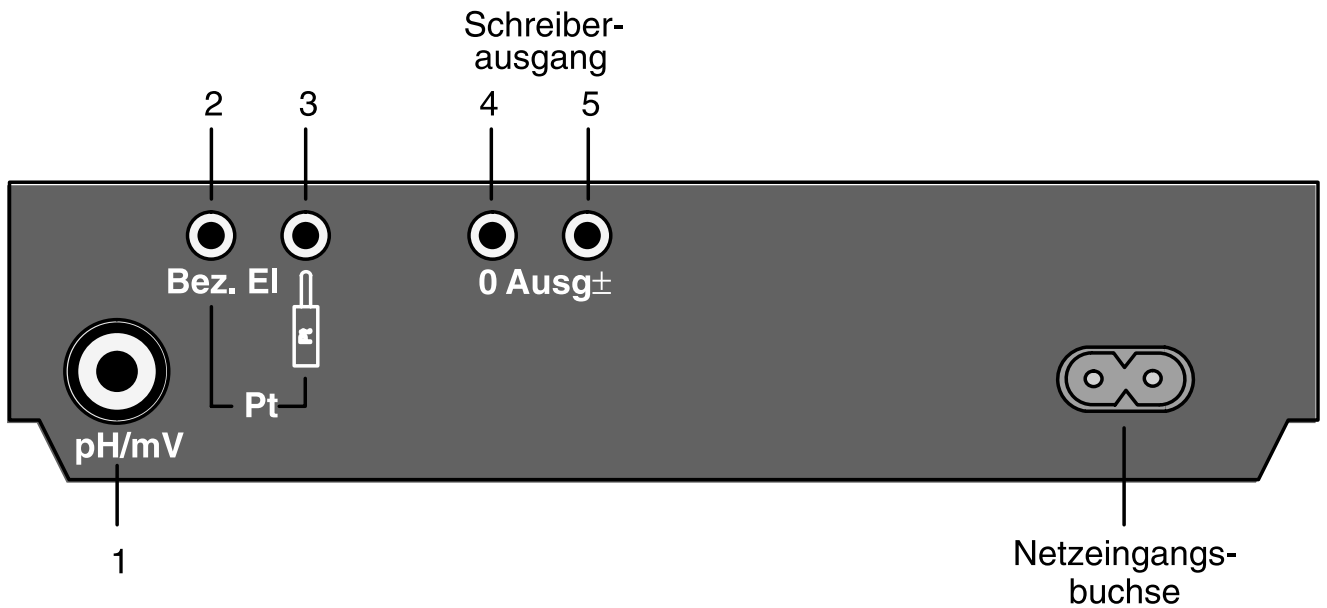 Schreiber-
ausgang
2 3 4 5
Bez. El 0 Ausg±
Pt
pH/mV
1
Netzeingangs-
buchse